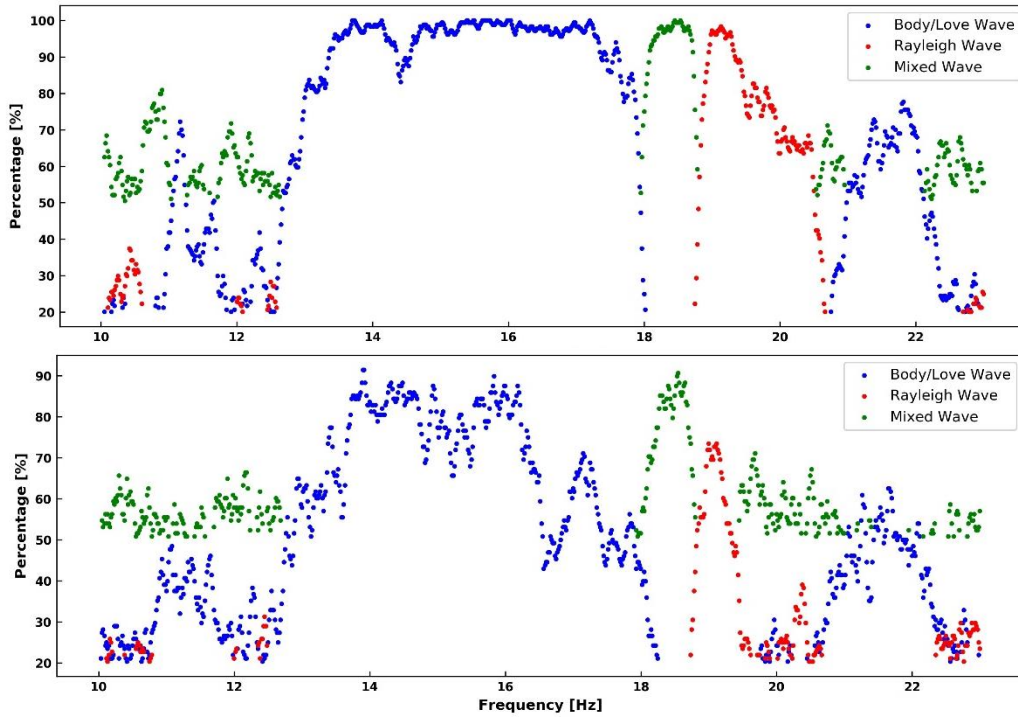 100
90
80
70
60
50
40
30
20
Percentage [%]
Body/Love Wave
Rayleigh Wave
Mixed Wave
10 12 14 16 18 20 22
90
80
70
60
50
40
30
20
Percentage [%]
Body/Love Wave
Rayleigh Wave
Mixed Wave
10 12 14 16 18 20 22
Frequency [Hz]